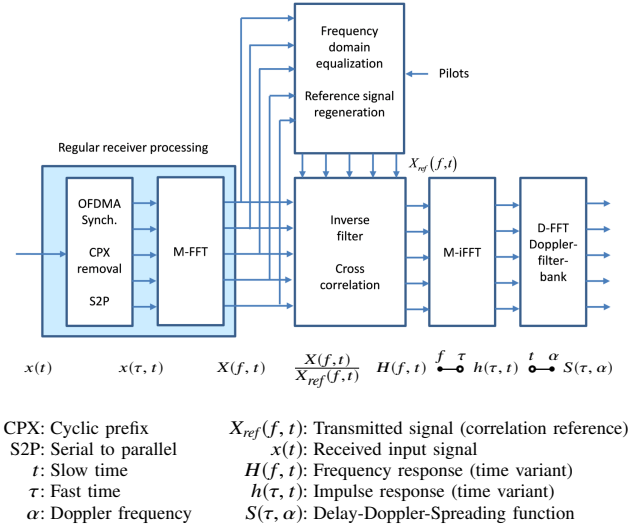 Frequency
domain
equalization
Reference signal
regeneration
Pilots
Regular receiver processing
X_ref(f,t)
OFDMA
Synch.
CPX
removal
S2P
M-FFT
Inverse
filter
Cross
correlation
M-iFFT
D-FFT
Doppler-
filter-
bank
x(t)
x(τ, t)
X(f, t)
X(f, t)
X_ref(f, t)
H(f, t)
f τ
h(τ, t)
t α
S(τ, α)
CPX: Cyclic prefix
S2P: Serial to parallel
t: Slow time
τ: Fast time
α: Doppler frequency
X_ref(f, t): Transmitted signal (correlation reference)
x(t): Received input signal
H(f, t): Frequency response (time variant)
h(τ, t): Impulse response (time variant)
S(τ, α): Delay-Doppler-Spreading function